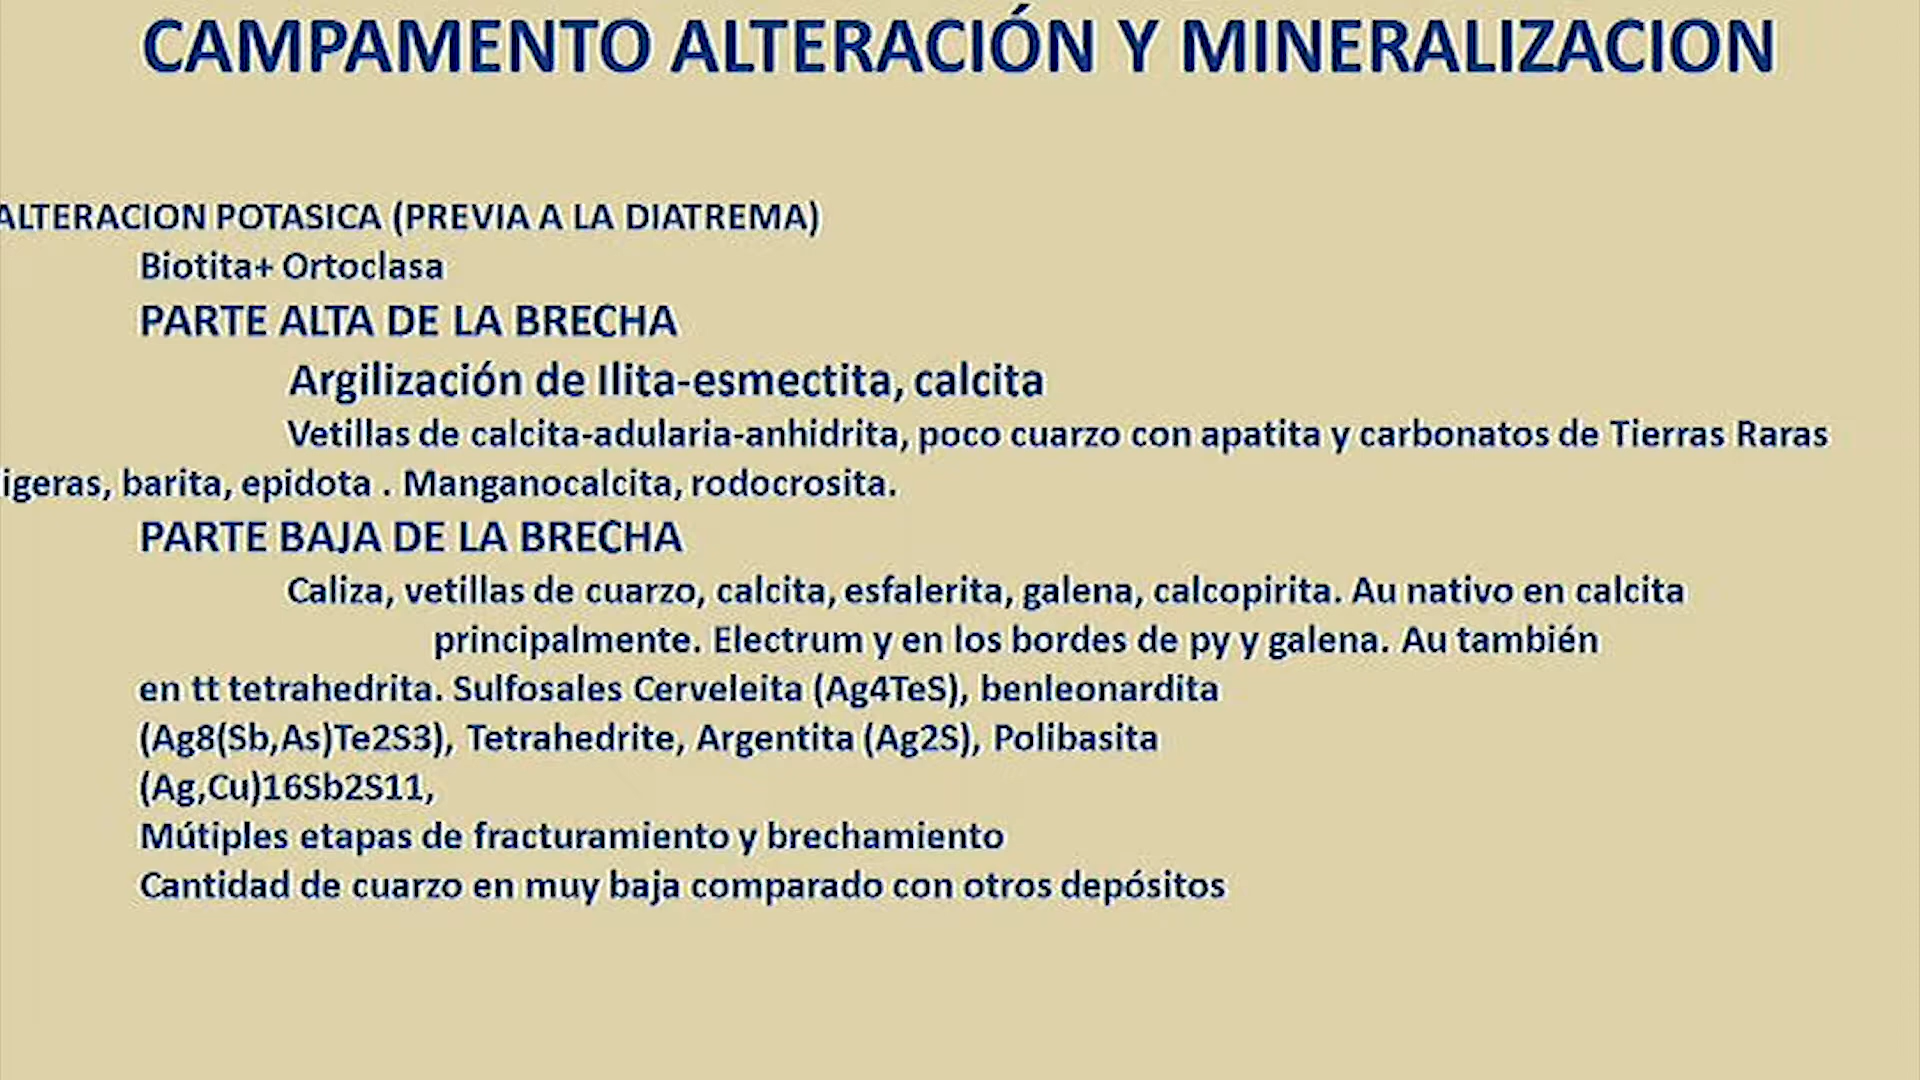 CAMPAMENTO ALTERACIÓN Y MINERALIZACION
ALTERACION POTASICA (PREVIA A LA DIATREMA)
Biotita+ Ortoclasa
PARTE ALTA DE LA BRECHA
Argilización de Ilita-esmectita, calcita
Vetillas de calcita-adularia-anhidrita, poco cuarzo con apatita y carbonatos de Tierras Raras
igeras, barita, epidota . Manganocalcita, rodocrosita.
PARTE BAJA DE LA BRECHA
Caliza, vetillas de cuarzo, calcita, esfalerita, galena, calcopirita. Au nativo en calcita
principalmente. Electrum y en los bordes de py y galena. Au también
en tt tetrahedrita. Sulfosales Cerveleita (Ag4TeS), benleonardita
(Ag8(Sb,As)Te2S3), Tetrahedrite, Argentita (Ag2S), Polibasita
(Ag,Cu)16Sb2S11,
Mútiples etapas de fracturamiento y brechamiento
Cantidad de cuarzo en muy baja comparado con otros depósitos